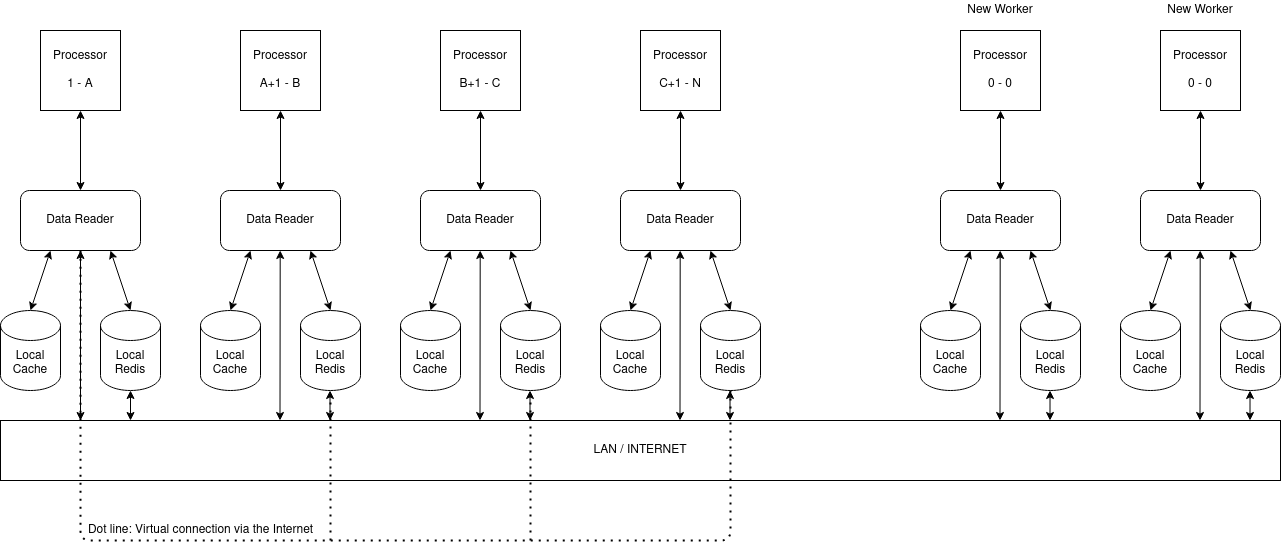 New Worker
New Worker
Processor
1 - A
Processor
A+1 - B
Processor
B+1 - C
Processor
C+1 - N
Processor
0 - 0
Processor
0 - 0
Data Reader
Data Reader
Data Reader
Data Reader
Data Reader
Data Reader
Local
Cache
Local
Redis
Local
Cache
Local
Redis
Local
Cache
Local
Redis
Local
Cache
Local
Redis
Local
Cache
Local
Redis
Local
Cache
Local
Redis
LAN / INTERNET
Dot line: Virtual connection via the Internet